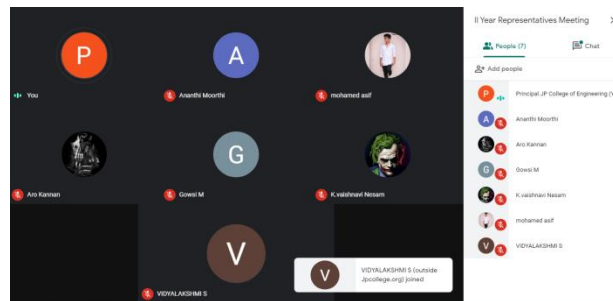 P
You
A
Ananthi Moorthi
mohamed asif
Aro Kannan
G
Gowsi M
K.vaishnavi Nesam
V
VIDYALAKSHMI S
V
VIDYALAKSHMI S (outside
Jpcollege.org) joined
II Year Representatives Meeting
People (7)
Chat
Add people
P
Principal JP College of Engineering (Y
A
Ananthi Moorthi
Aro Kannan
G
Gowsi M
K.vaishnavi Nesam
mohamed asif
V
VIDYALAKSHMI S